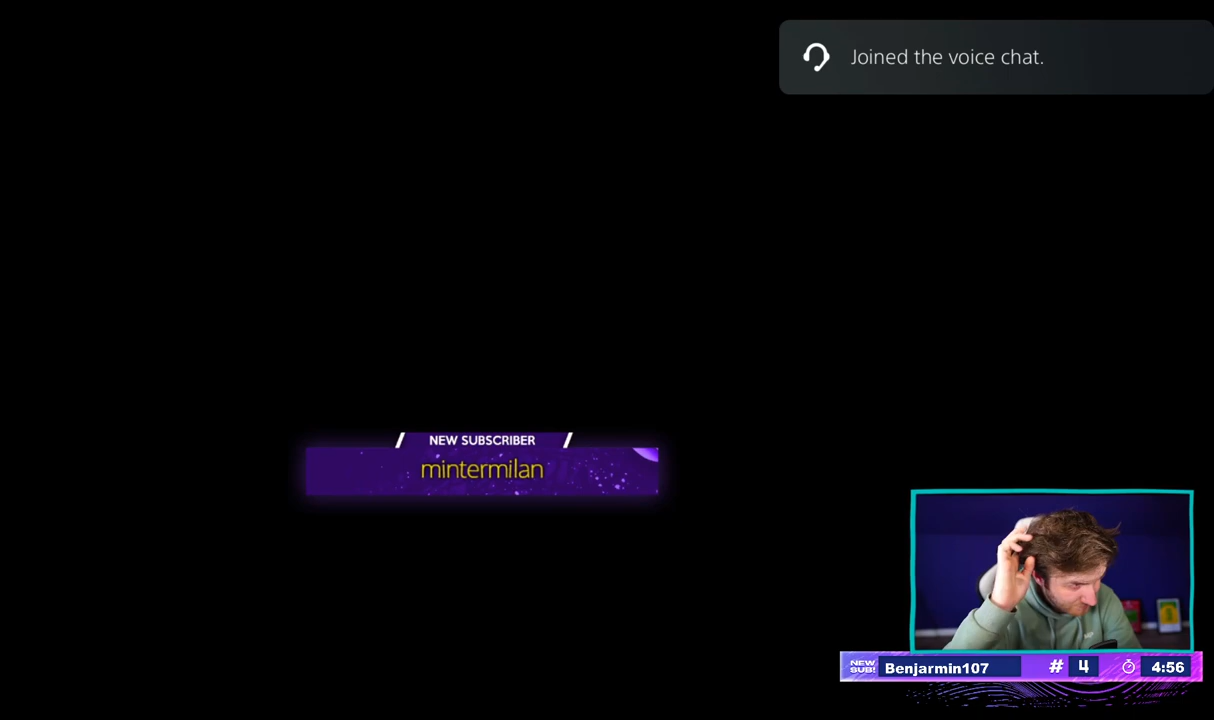 Joined the voice chat.
NEW SUBSCRIBER
mintermilan
NEW SUB! Benjarmin107 # 4 4:56